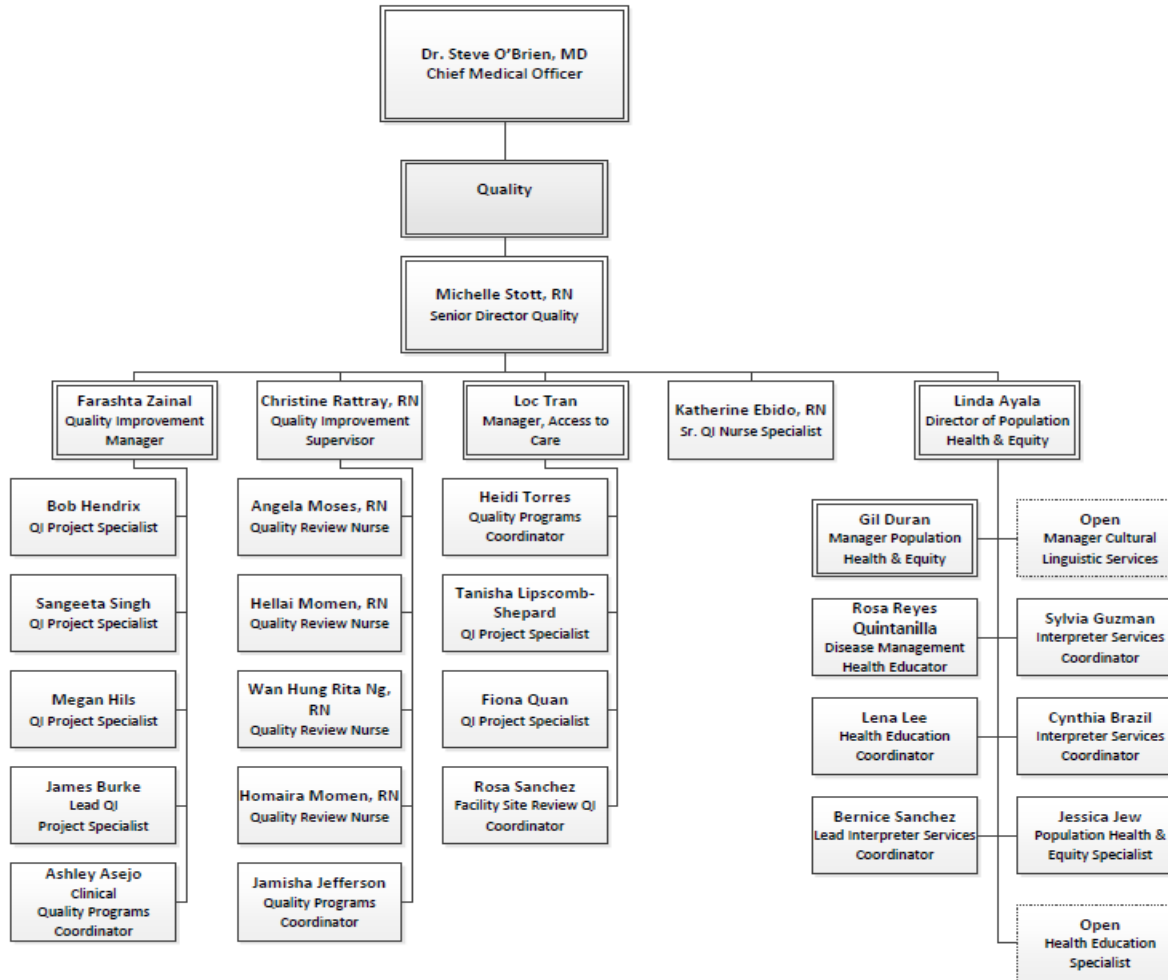 Dr. Steve O’Brien, MD
Chief Medical Officer
Quality
Michelle Stott, RN
Senior Director Quality
Farashta Zainal
Quality Improvement
Manager
Christine Rattray, RN
Quality Improvement
Supervisor
Loc Tran
Manager, Access to
Care
Katherine Ebido, RN
Sr. QI Nurse Specialist
Linda Ayala
Director of Population
Health & Equity
Bob Hendrix
QI Project Specialist
Sangeeta Singh
QI Project Specialist
Megan Hils
QI Project Specialist
James Burke
Lead QI
Project Specialist
Ashley Asejo
Clinical
Quality Programs
Coordinator
Angela Moses, RN
Quality Review Nurse
Hellai Momen, RN
Quality Review Nurse
Wan Hung Rita Ng,
RN
Quality Review Nurse
Homaira Momen, RN
Quality Review Nurse
Jamisha Jefferson
Quality Programs
Coordinator
Heidi Torres
Quality Programs
Coordinator
Tanisha Lipscomb-
Shepard
QI Project Specialist
Fiona Quan
QI Project Specialist
Rosa Sanchez
Facility Site Review QI
Coordinator
Gil Duran
Manager Population
Health & Equity
Open
Manager Cultural
Linguistic Services
Rosa Reyes
Quintanilla
Disease Management
Health Educator
Sylvia Guzman
Interpreter Services
Coordinator
Lena Lee
Health Education
Coordinator
Cynthia Brazil
Interpreter Services
Coordinator
Bernice Sanchez
Lead Interpreter Services
Coordinator
Jessica Jew
Population Health &
Equity Specialist
Open
Health Education
Specialist